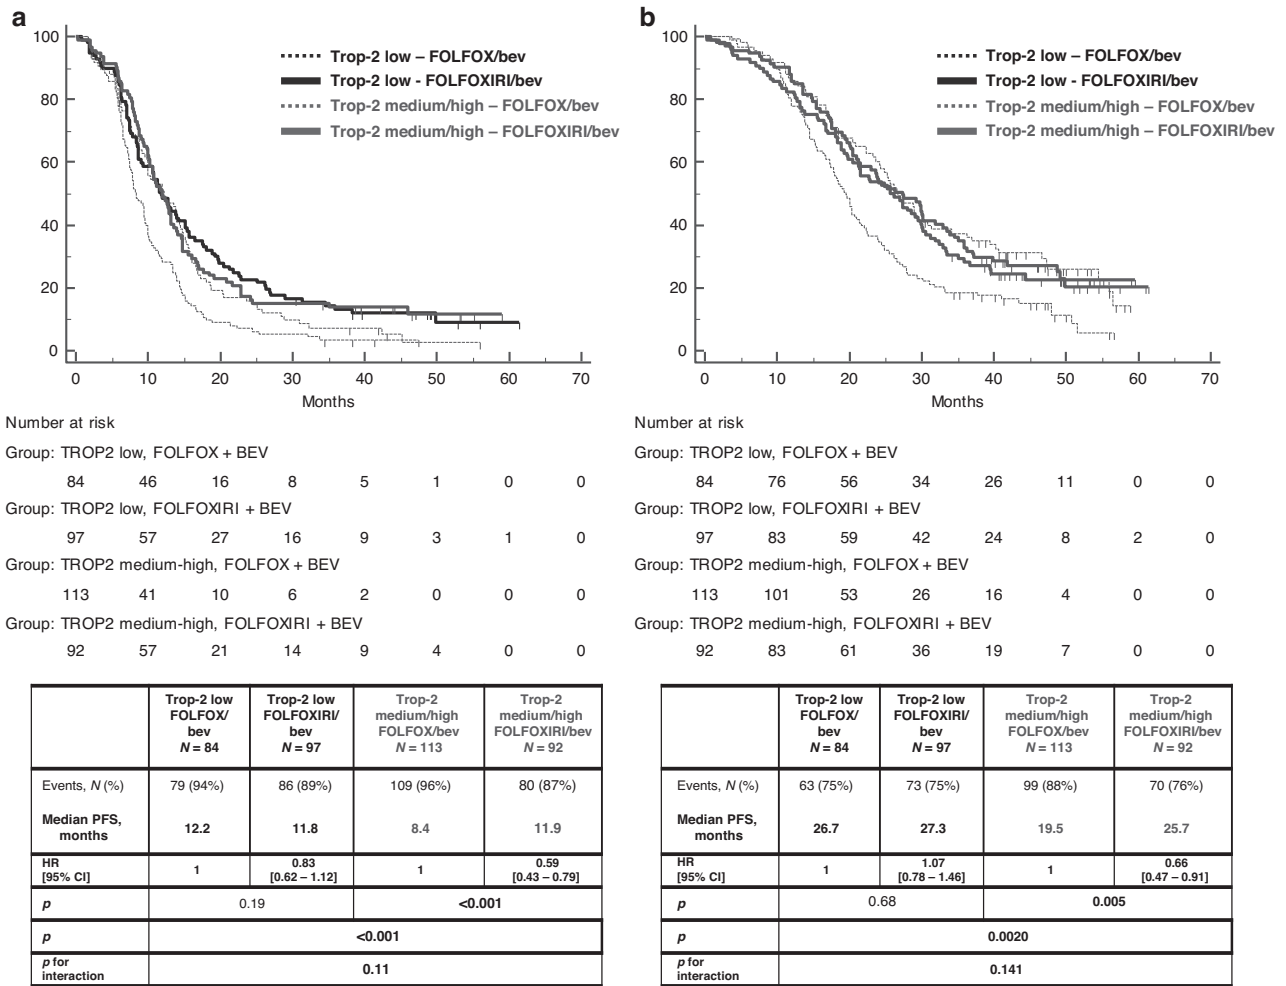 a
100
80
60
40
20
0
0 10 20 30 40 50 60 70
Months
Trop-2 low – FOLFOX/bev
Trop-2 low - FOLFOXIRI/bev
Trop-2 medium/high – FOLFOX/bev
Trop-2 medium/high – FOLFOXIRI/bev
Number at risk
Group: TROP2 low, FOLFOX + BEV
84 46 16 8 5 1 0 0
Group: TROP2 low, FOLFOXIRI + BEV
97 57 27 16 9 3 1 0
Group: TROP2 medium-high, FOLFOX + BEV
113 41 10 6 2 0 0 0
Group: TROP2 medium-high, FOLFOXIRI + BEV
92 57 21 14 9 4 0 0
Trop-2 low FOLFOX/ bev N = 84
Trop-2 low FOLFOXIRI/ bev N = 97
Trop-2 medium/high FOLFOX/bev N = 113
Trop-2 medium/high FOLFOXIRI/bev N = 92
Events, N (%) 79 (94%) 86 (89%) 109 (96%) 80 (87%)
Median PFS, months 12.2 11.8 8.4 11.9
HR [95% CI] 1 0.83 [0.62 – 1.12] 1 0.59 [0.43 – 0.79]
p 0.19 <0.001
p <0.001
p for interaction 0.11
b
100
80
60
40
20
0
0 10 20 30 40 50 60 70
Months
Trop-2 low – FOLFOX/bev
Trop-2 low - FOLFOXIRI/bev
Trop-2 medium/high – FOLFOX/bev
Trop-2 medium/high – FOLFOXIRI/bev
Number at risk
Group: TROP2 low, FOLFOX + BEV
84 76 56 34 26 11 0 0
Group: TROP2 low, FOLFOXIRI + BEV
97 83 59 42 24 8 2 0
Group: TROP2 medium-high, FOLFOX + BEV
113 101 53 26 16 4 0 0
Group: TROP2 medium-high, FOLFOXIRI + BEV
92 83 61 36 19 7 0 0
Trop-2 low FOLFOX/ bev N = 84
Trop-2 low FOLFOXIRI/ bev N = 97
Trop-2 medium/high FOLFOX/bev N = 113
Trop-2 medium/high FOLFOXIRI/bev N = 92
Events, N (%) 63 (75%) 73 (75%) 99 (88%) 70 (76%)
Median PFS, months 26.7 27.3 19.5 25.7
HR [95% CI] 1 1.07 [0.78 – 1.46] 1 0.66 [0.47 – 0.91]
p 0.68 0.005
p 0.0020
p for interaction 0.141